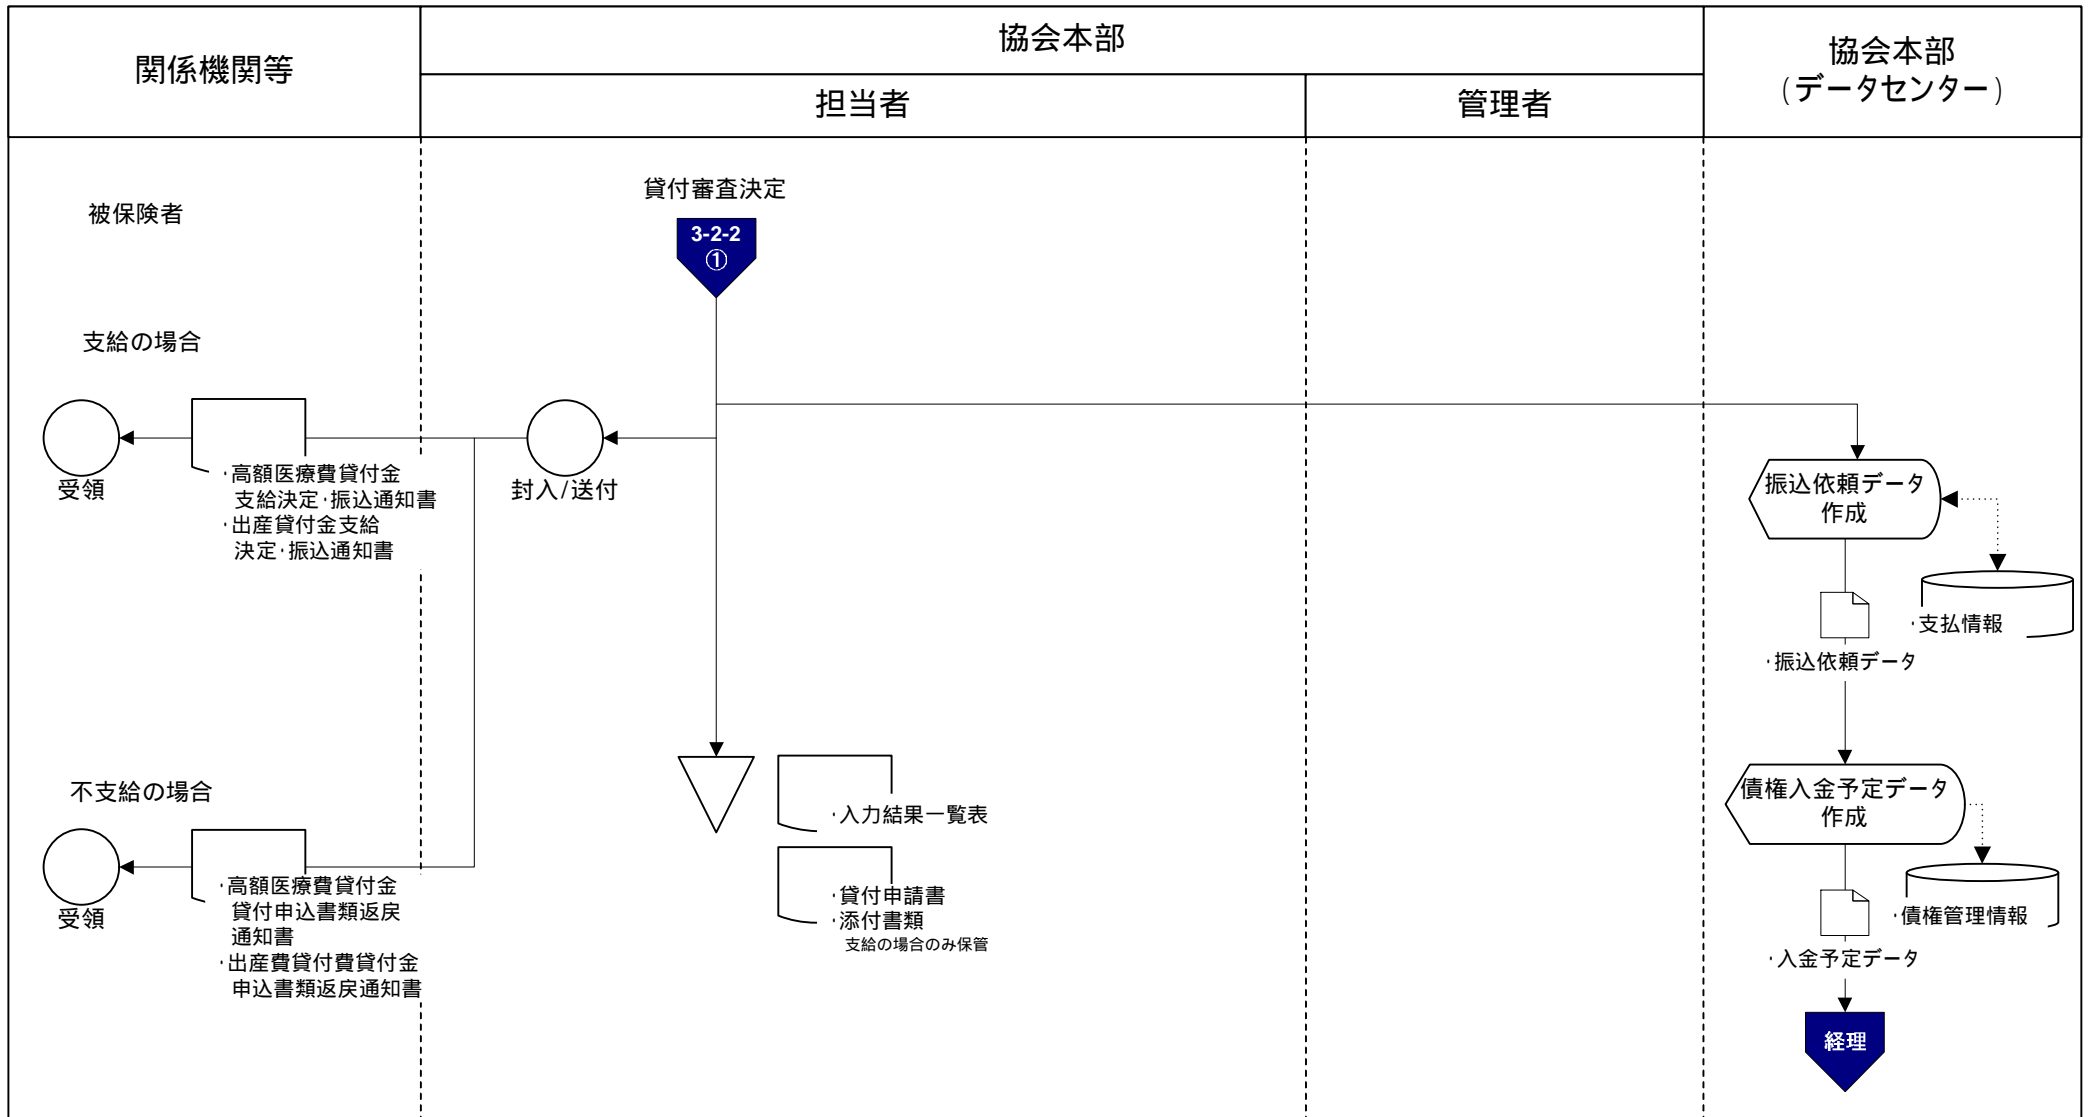 関係機関等
協会本部
担当者
管理者
協会本部
(データセンター)
被保険者
貸付審査決定
3-2-2
①
支給の場合
受領
・高額医療費貸付金
支給決定・振込通知書
・出産貸付金支給
決定・振込通知書
封入/送付
振込依頼データ
作成
・支払情報
・振込依頼データ
不支給の場合
受領
・高額医療費貸付金
貸付申込書類返戻
通知書
・出産費貸付費貸付金
申込書類返戻通知書
・入力結果一覧表
・貸付申請書
・添付書類
支給の場合のみ保管
債権入金予定データ
作成
・債権管理情報
・入金予定データ
経理